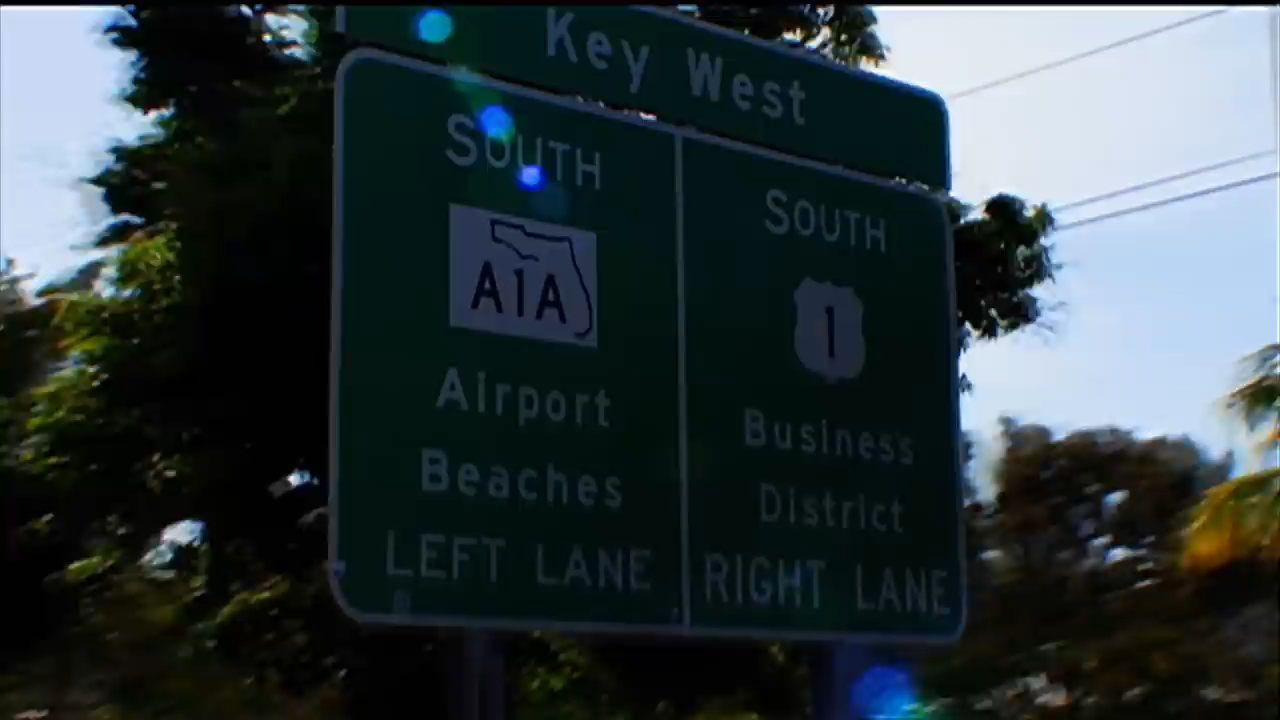 Key West
SOUTH
A1A
Airport
Beaches
LEFT LANE
SOUTH
1
Business
District
RIGHT LANE